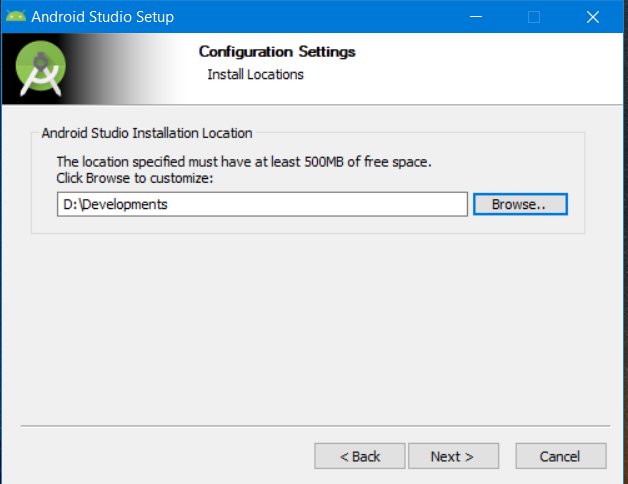 Android Studio Setup
Configuration Settings
Install Locations
Android Studio Installation Location
The location specified must have at least 500MB of free space.
Click Browse to customize:
D:\Developments
Browse..
< Back
Next >
Cancel